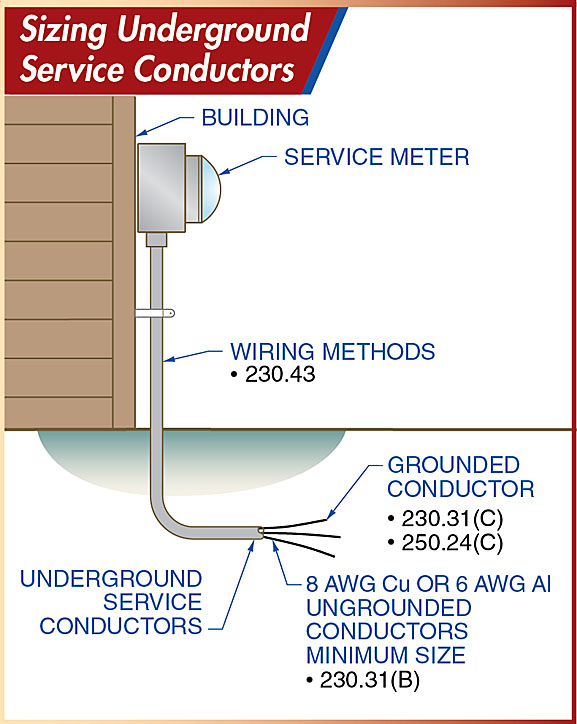 Sizing Underground
Service Conductors
BUILDING
SERVICE METER
WIRING METHODS
• 230.43
GROUNDED
CONDUCTOR
• 230.31(C)
• 250.24(C)
UNDERGROUND
SERVICE
CONDUCTORS
8 AWG Cu OR 6 AWG Al
UNGROUNDED
CONDUCTORS
MINIMUM SIZE
• 230.31(B)